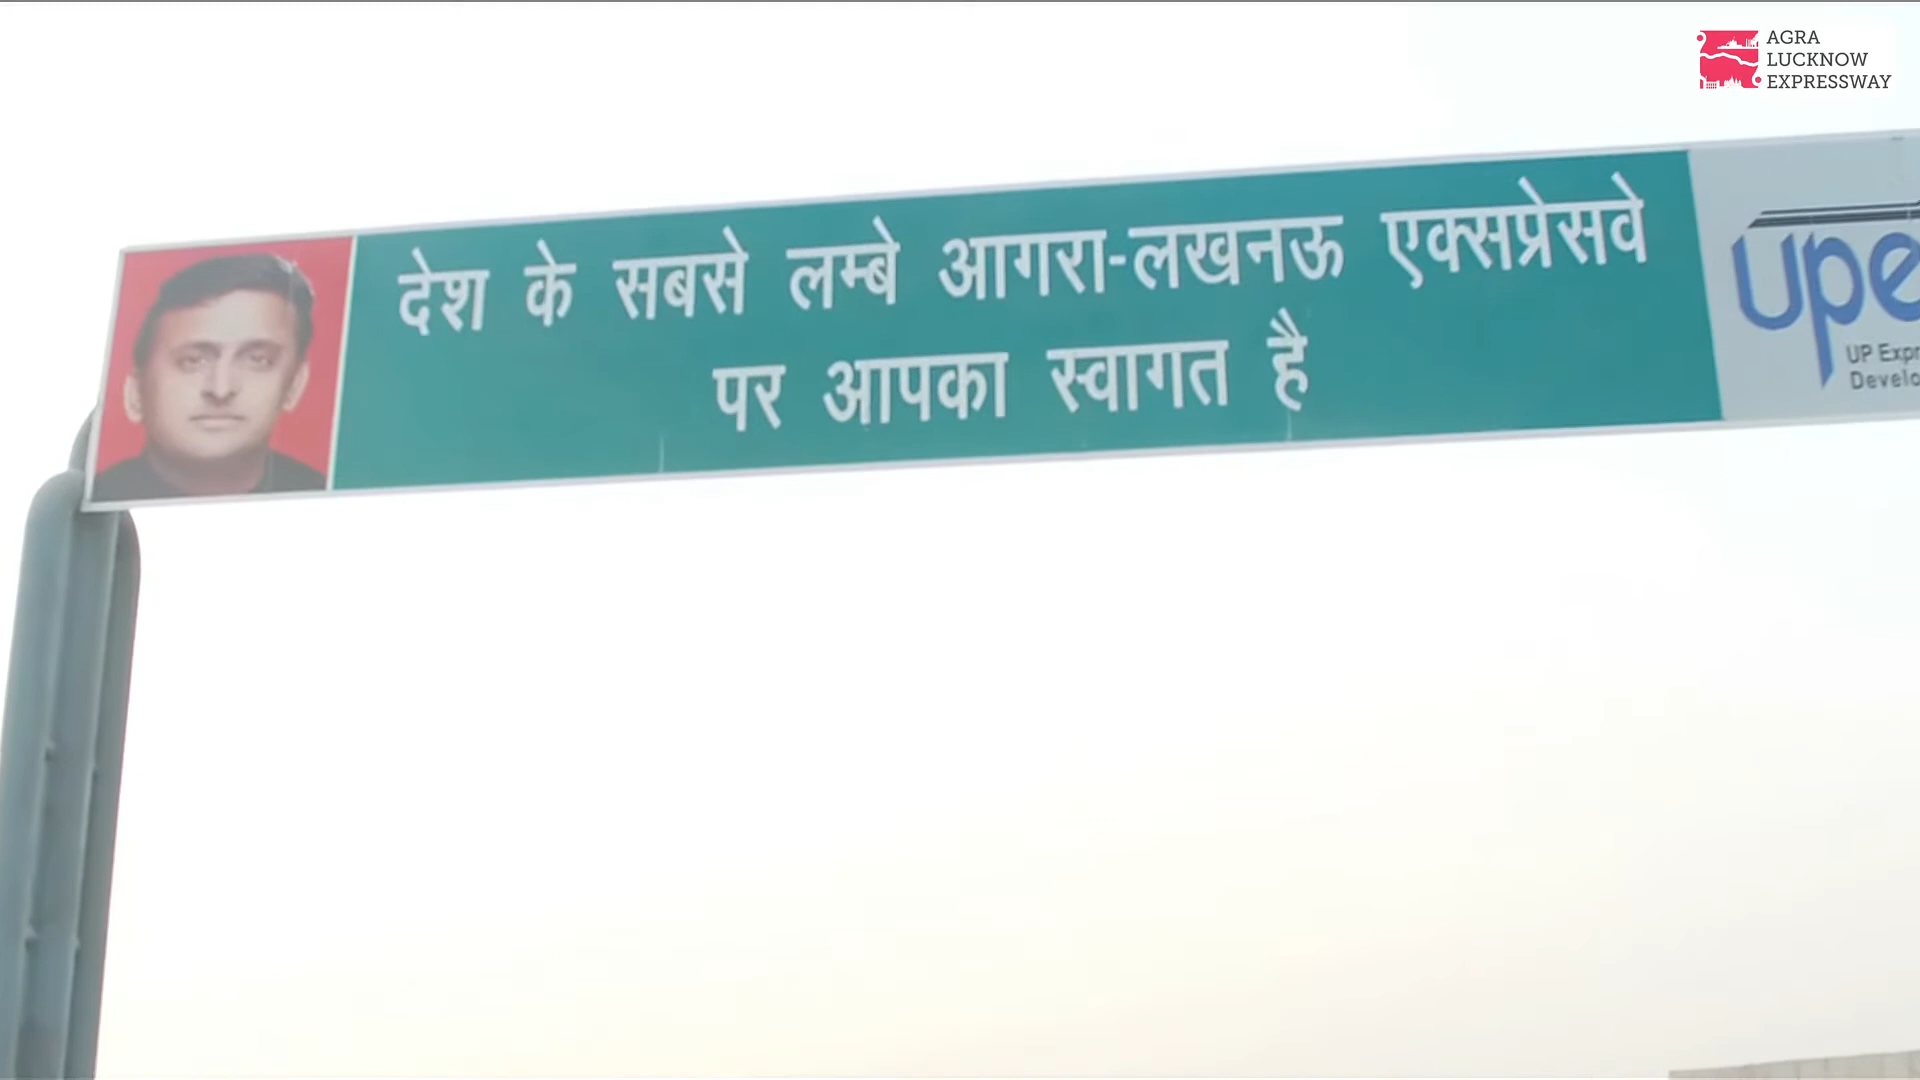 AGRA
LUCKNOW
EXPRESSWAY
देश के सबसे लम्बे आगरा-लखनऊ एक्सप्रेसवे
पर आपका स्वागत है
upe
UP Expr
Develo